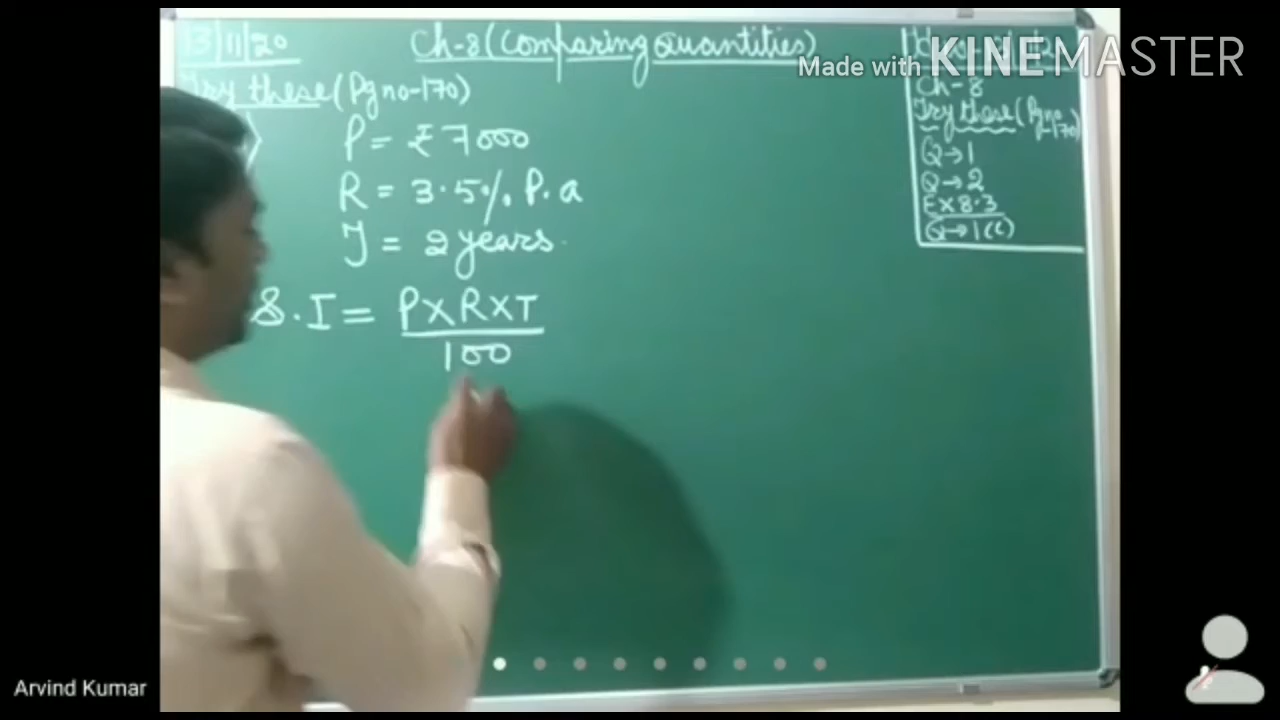 13/11/20
Ch-8 (Comparing Quantities)
Made with KINEMASTER
Try these (Pg no-170)
P = ₹ 7000
R = 3.5% P.a
T = 2 years.
S.I = P×R×T
100
Ch-8
Try these (Pg no
-170)
Q→1
Q→2
Ex 8.3
Q→1(c)
Arvind Kumar